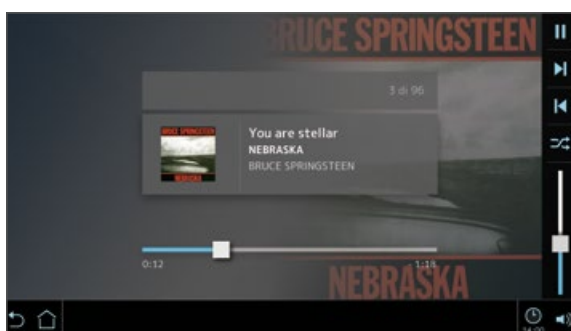 BRUCE SPRINGSTEEN
3 di 96
BRUCE SPRINGSTEEN
NEBRASKA
You are stellar
NEBRASKA
BRUCE SPRINGSTEEN
0:12
1:18
NEBRASKA